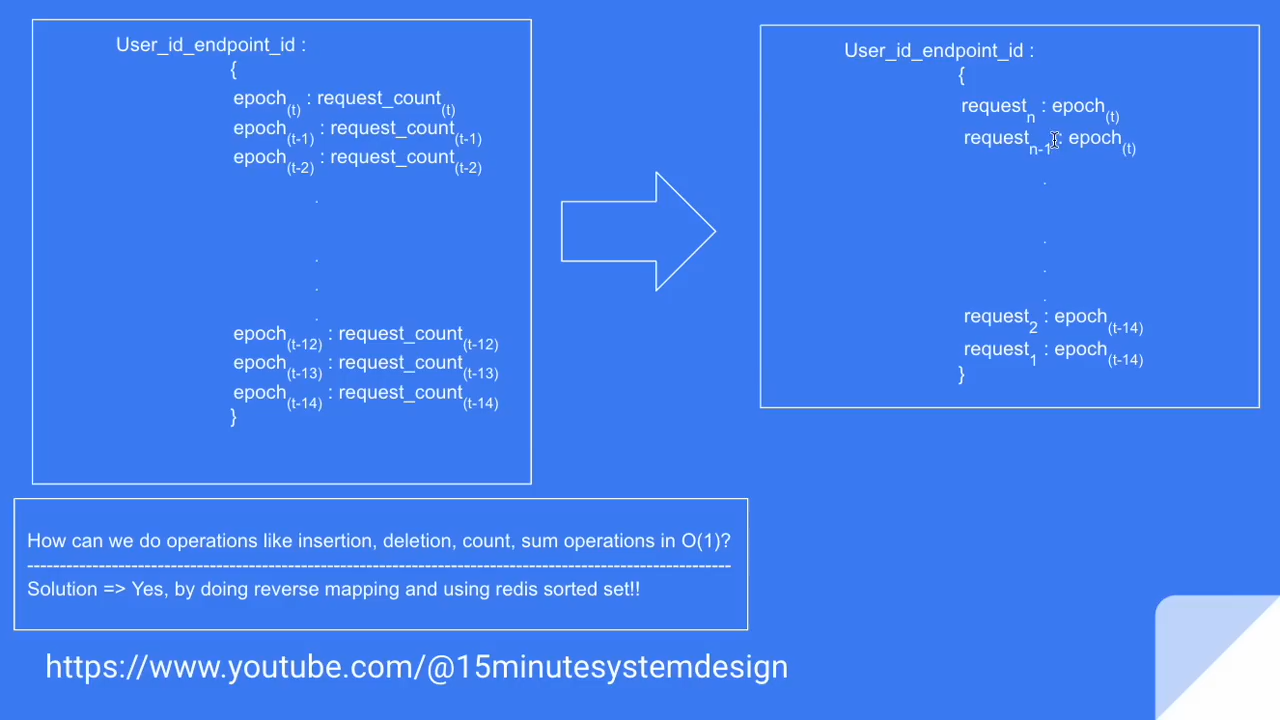 User_id_endpoint_id :
{
epoch(t) : request_count(t)
epoch(t-1) : request_count(t-1)
epoch(t-2) : request_count(t-2)
.
.
.
.
epoch(t-12) : request_count(t-12)
epoch(t-13) : request_count(t-13)
epoch(t-14) : request_count(t-14)
}
User_id_endpoint_id :
{
requestn : epoch(t)
requestn-1 : epoch(t)
.
.
.
.
request2 : epoch(t-14)
request1 : epoch(t-14)
}
How can we do operations like insertion, deletion, count, sum operations in O(1)?
--------------------------------------------------------------------------------
Solution => Yes, by doing reverse mapping and using redis sorted set!!
https://www.youtube.com/@15minutesystemdesign